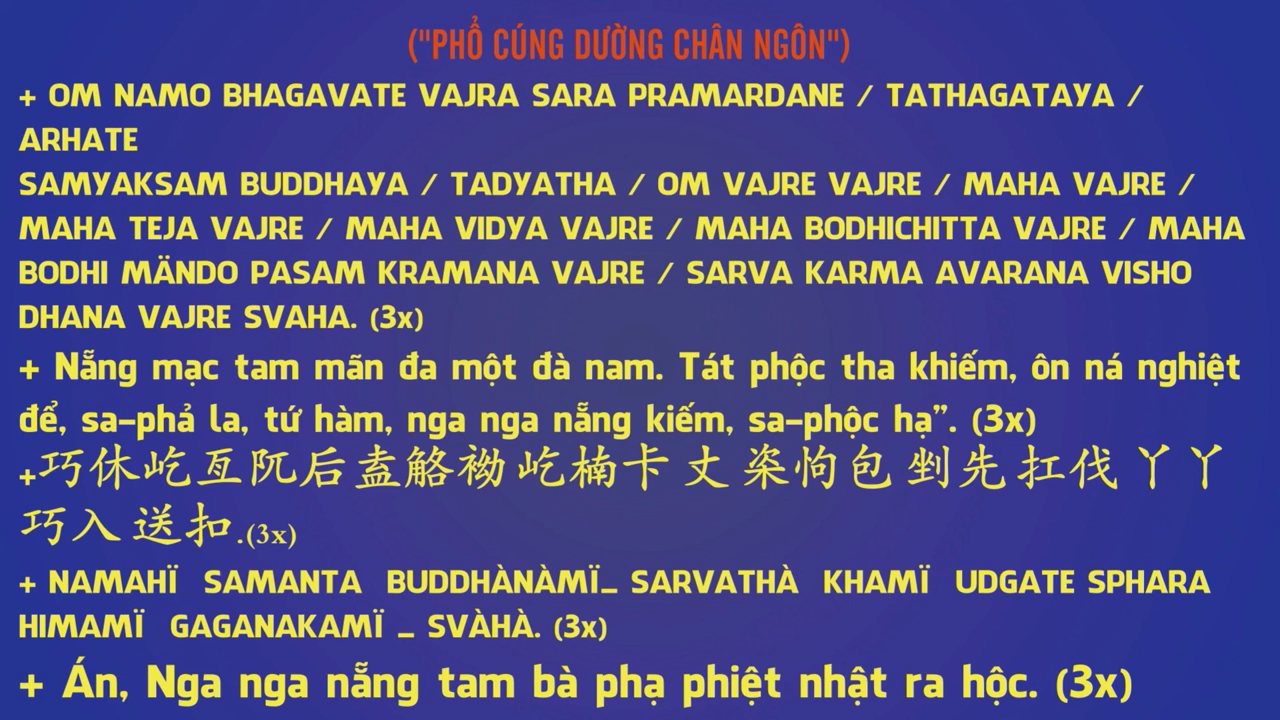 ("PHỔ CÚNG DƯỜNG CHÂN NGÔN")
+ OM NAMO BHAGAVATE VAJRA SARA PRAMARDANE / TATHAGATAYA /
ARHATE
SAMYAKSAM BUDDHAYA / TADYATHA / OM VAJRE VAJRE / MAHA VAJRE /
MAHA TEJA VAJRE / MAHA VIDYA VAJRE / MAHA BODHICHITTA VAJRE / MAHA
BODHI MÄNDO PASAM KRAMANA VAJRE / SARVA KARMA AVARANA VISHO
DHANA VAJRE SVAHA. (3x)
+ Nẵng mạc tam mãn đa một đà nam. Tát phộc tha khiếm, ôn ná nghiệt
để, sa-phả la, tứ hàm, nga nga nẵng kiếm, sa-phộc hạ”. (3x)
+巧休屹亙阢后盍觡袎屹楠卡丈 栥怐包 剉先扛伐 丫丫
巧入送扣.(3x)
+ NAMAHÏ SAMANTA BUDDHÀNÀMÏ_ SARVATHÀ KHAMÏ UDGATE SPHARA
HIMAMÏ GAGANAKAMÏ _ SVÀHÀ. (3x)
+ Án, Nga nga nẵng tam bà phạ phiệt nhật ra hộc. (3x)